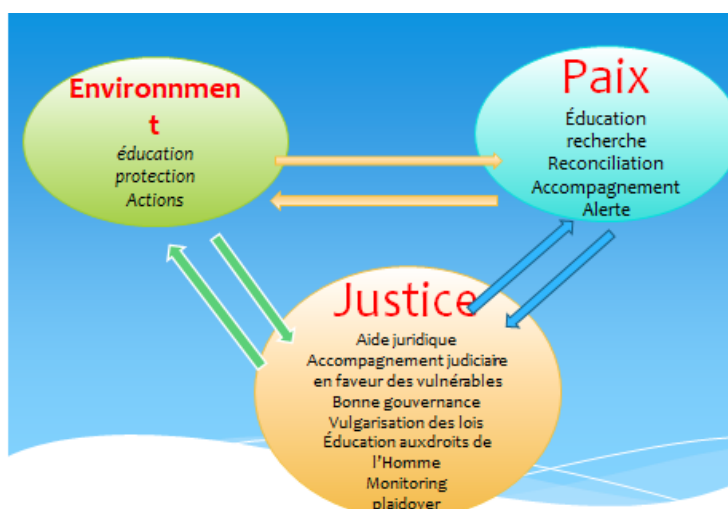 Environnmen
t
éducation
protection
Actions
Paix
Éducation
recherche
Reconciliation
Accompagnement
Alerte
Justice
Aide juridique
Accompagnement judiciaire
en faveur des vulnérables
Bonne gouvernance
Vulgarisation des lois
Éducation auxdroits de
l'Homme
Monitoring
plaidoyer